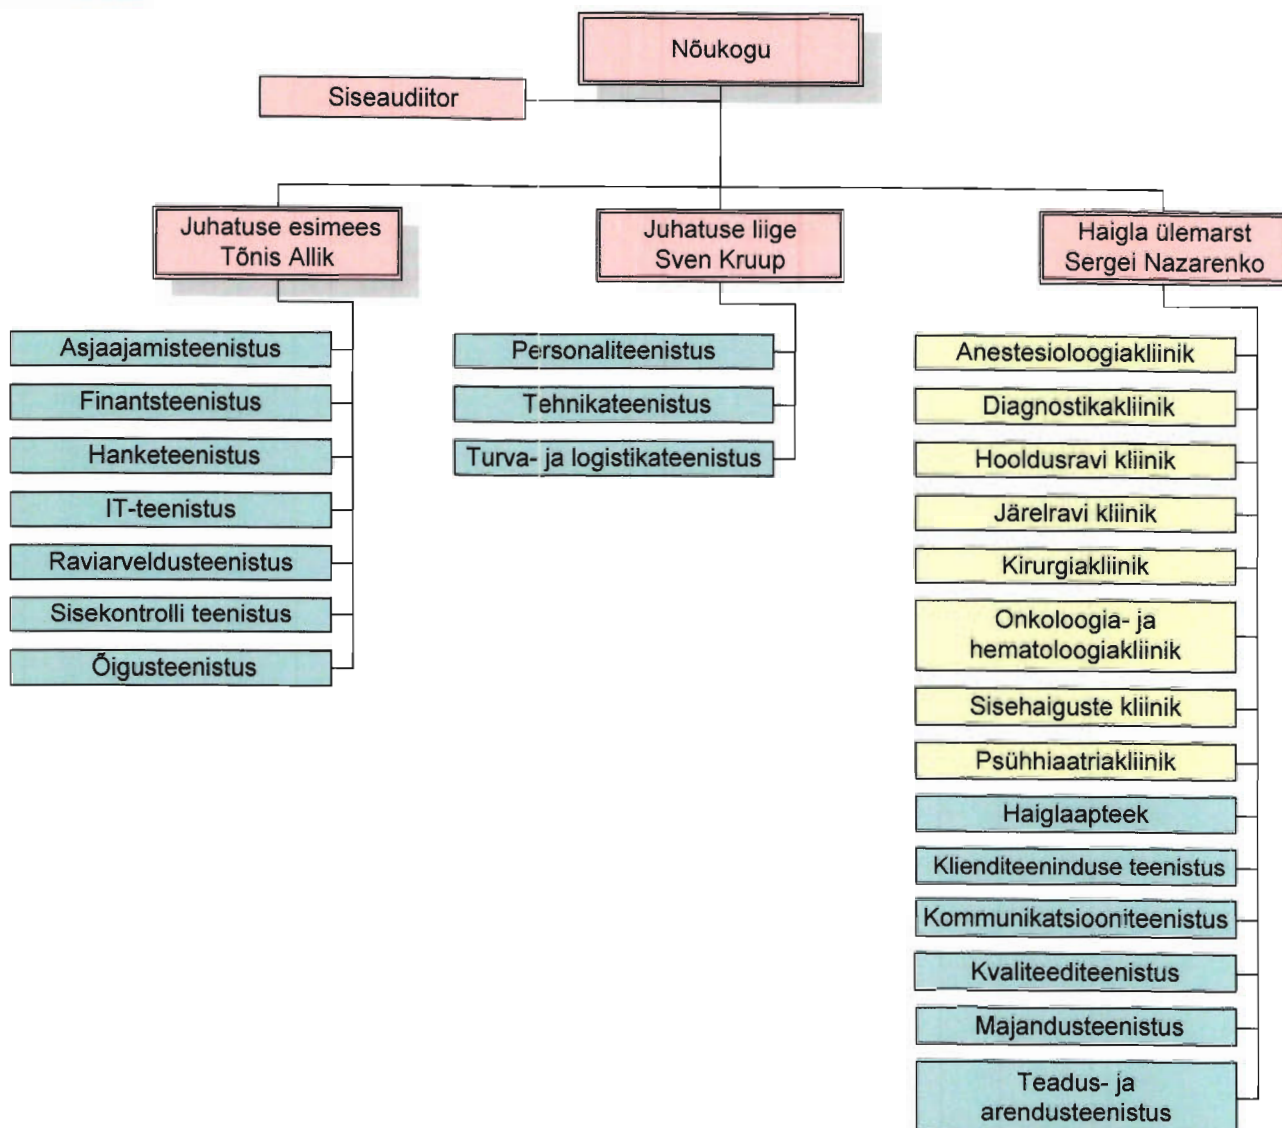 Nõukogu
Siseaudiitor
Juhatuse esimees
Tõnis Allik
Juhatuse liige
Sven Kruup
Haigla ülemarst
Sergei Nazarenko
Asjaajamisteenistus
Finantsteenistus
Hanketeenistus
IT-teenistus
Raviarveldusteenistus
Sisekontrolli teenistus
Õigusteenistus
Personaliteenistus
Tehnikateenistus
Turva- ja logistikateenistus
Anestesioloogiakliinik
Diagnostikakliinik
Hooldusravi kliinik
Järelravi kliinik
Kirurgiakliinik
Onkoloogia- ja
hematoloogiakliinik
Sisehaiguste kliinik
Psühhiaatriakliinik
Haiglaapteek
Klienditeeninduse teenistus
Kommunikatsiooniteenistus
Kvaliteediteenistus
Majandusteenistus
Teadus- ja
arendusteenistus